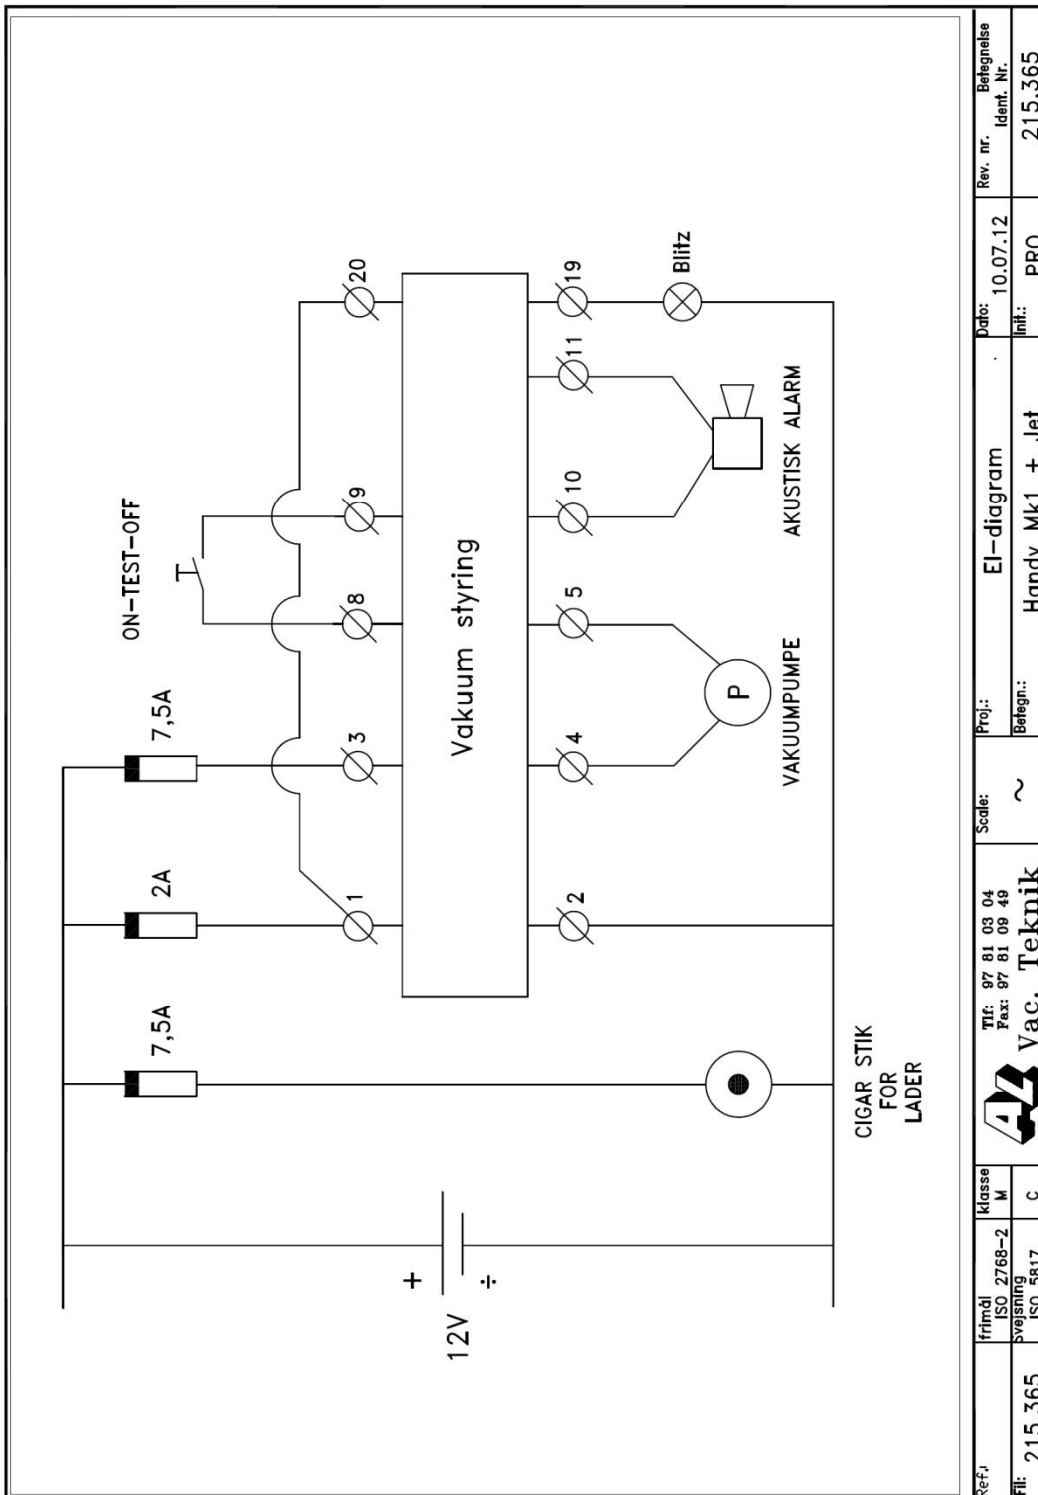 ON-TEST-OFF
7,5A
2A
7,5A
1
3
8
9
20
Vakuum styring
2
4
5
10
11
19
12V
+
÷
P
Blitz
VAKUUMPUMPE
AKUSTISK ALARM
CIGAR STIK
FOR
LADER
Ref.:
frimål
ISO 2768-2
klasse
M
Tlf: 97 81 03 04
Fax: 97 81 09 49
Scale:
~
Proj.:
El-diagram
Dato:
10.07.12
Rev. nr.
Betegnelse
Ident. Nr.
Fil: 215.365
Svejsning
ISO 5817
C
AL Vac. Teknik
Betegn.:
Handy Mk1 + Jet
Init.:
PRO
215.365